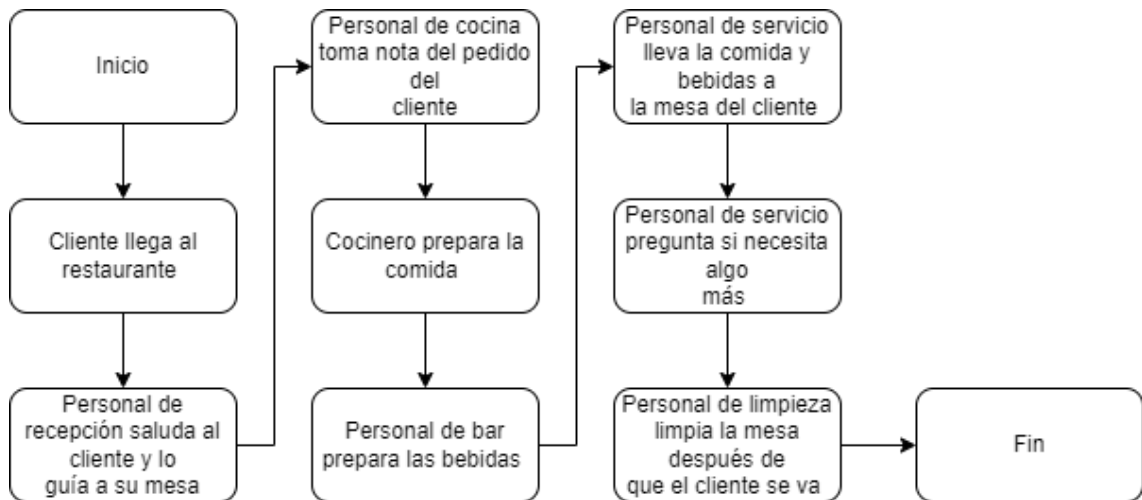 Inicio
Cliente llega al
restaurante
Personal de
recepción saluda al
cliente y lo
guía a su mesa
Personal de cocina
toma nota del pedido
del
cliente
Cocinero prepara la
comida
Personal de bar
prepara las bebidas
Personal de servicio
lleva la comida y
bebidas a
la mesa del cliente
Personal de servicio
pregunta si necesita
algo
más
Personal de limpieza
limpia la mesa
después de
que el cliente se va
Fin